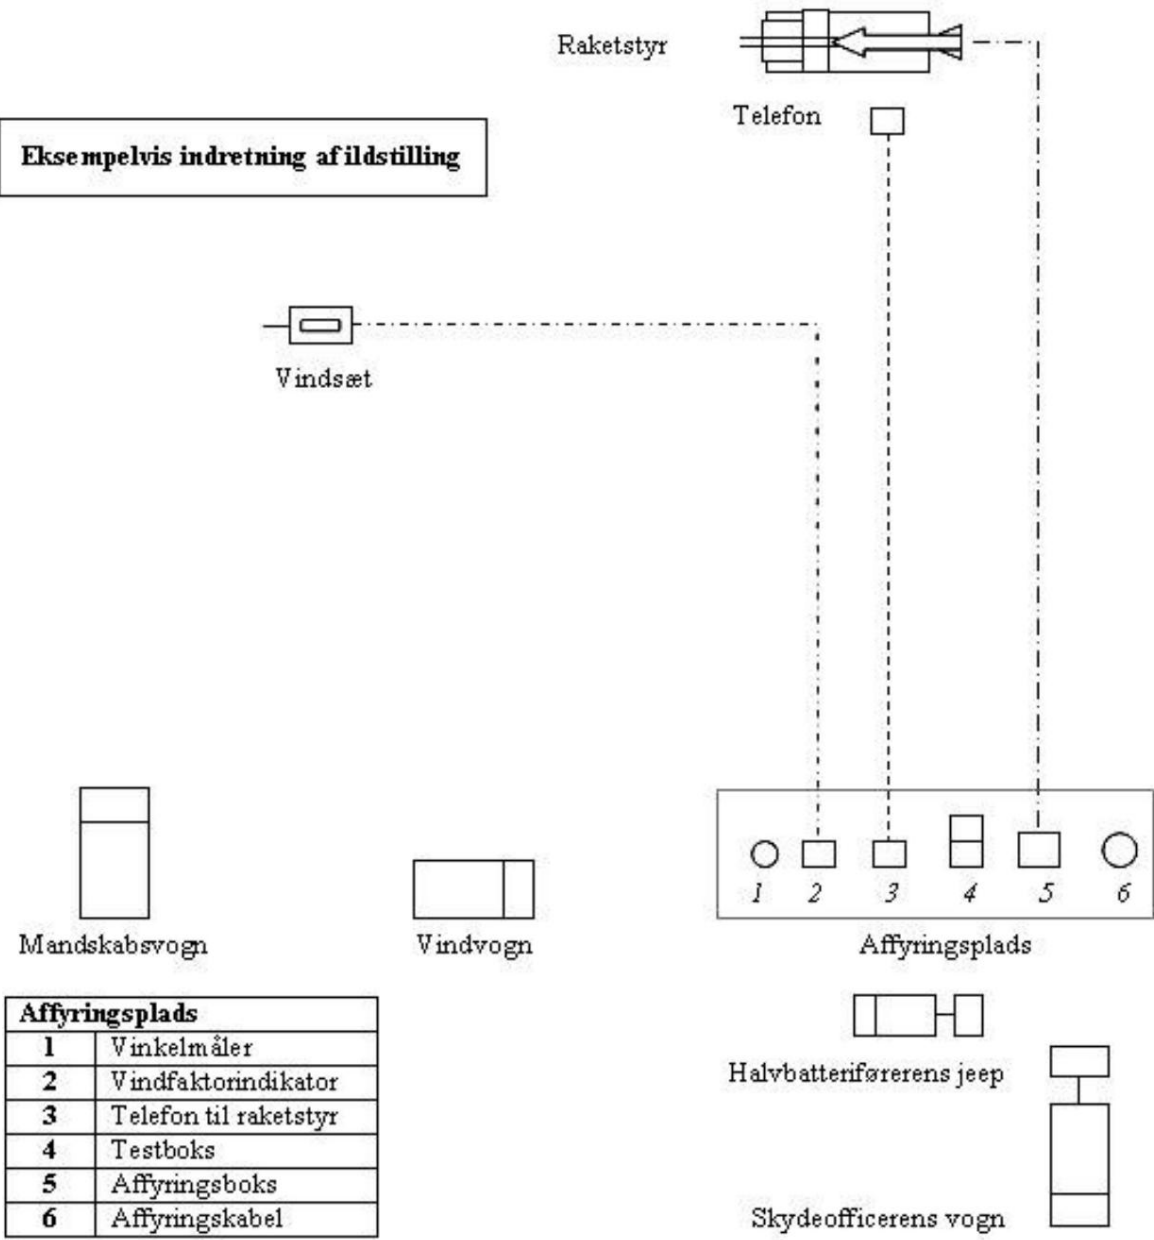 Raketstyr
Telefon
Eksempelvis indretning af ildstilling
Vindsæt
1 2 3 4 5 6
Mandskabsvogn
Vindvogn
Affyringsplads
Affyringsplads
1 Vinkelmåler
2 Vindfaktorindikator
3 Telefon til raketstyr
4 Testboks
5 Affyringsboks
6 Affyringskabel
Halvbatteriførerens jeep
Skydeofficerens vogn